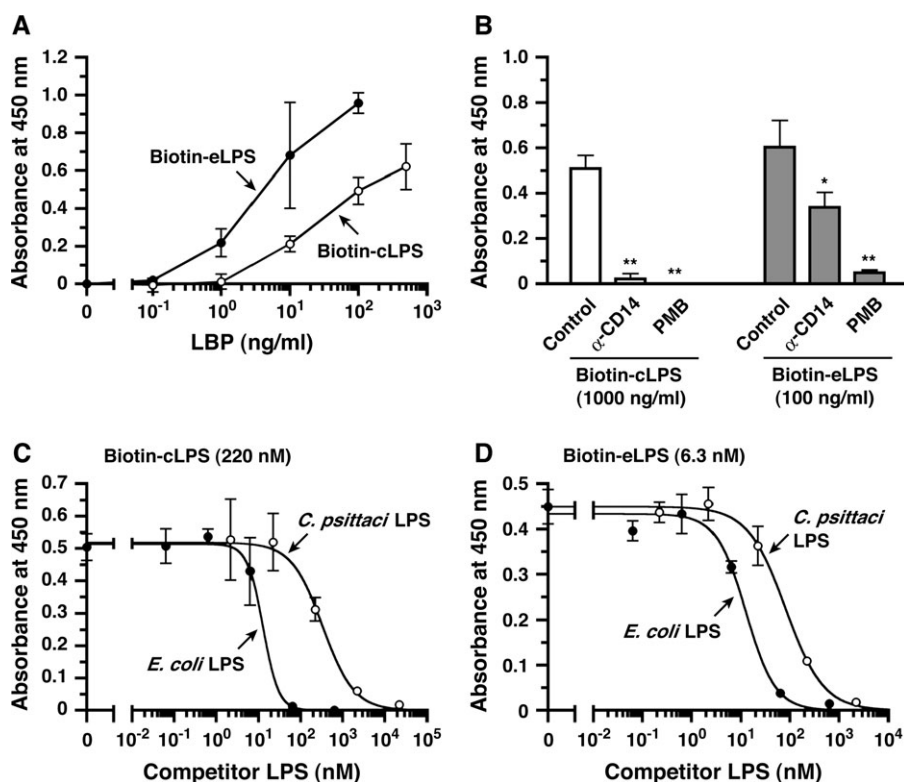 A
Absorbance at 450 nm
1.2
1.0
0.8
0.6
0.4
0.2
0
Biotin-eLPS
Biotin-cLPS
0 10⁻¹ 10⁰ 10¹ 10² 10³
LBP (ng/ml)
B
Absorbance at 450 nm
1.0
0.8
0.6
0.4
0.2
0
** ** * **
Control α-CD14 PMB Control α-CD14 PMB
Biotin-cLPS Biotin-eLPS
(1000 ng/ml) (100 ng/ml)
C Biotin-cLPS (220 nM)
Absorbance at 450 nm
0.7
0.6
0.5
0.4
0.3
0.2
0.1
0
C. psittaci LPS
E. coli LPS
0 10⁻² 10⁻¹ 10⁰ 10¹ 10² 10³ 10⁴ 10⁵
Competitor LPS (nM)
D Biotin-eLPS (6.3 nM)
Absorbance at 450 nm
0.5
0.4
0.3
0.2
0.1
0
C. psittaci
LPS
E. coli LPS
0 10⁻² 10⁻¹ 10⁰ 10¹ 10² 10³ 10⁴
Competitor LPS (nM)